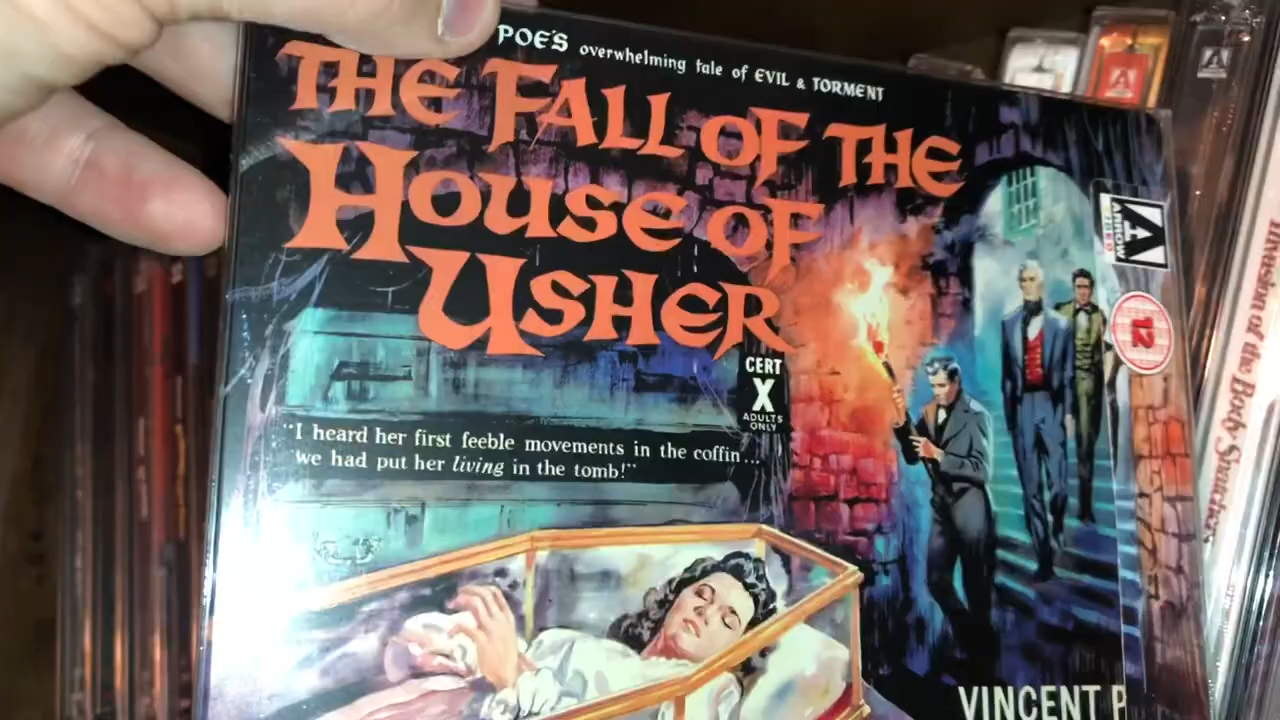 POE'S overwhelming tale of EVIL & TORMENT
THE FALL OF THE
HOUSE OF
USHER
ARROW
VIDEO
12
CERT
X
ADULTS
ONLY
"I heard her first feeble movements in the coffin...
we had put her living in the tomb!"
VINCENT P
Invasion of the Body Snatchers